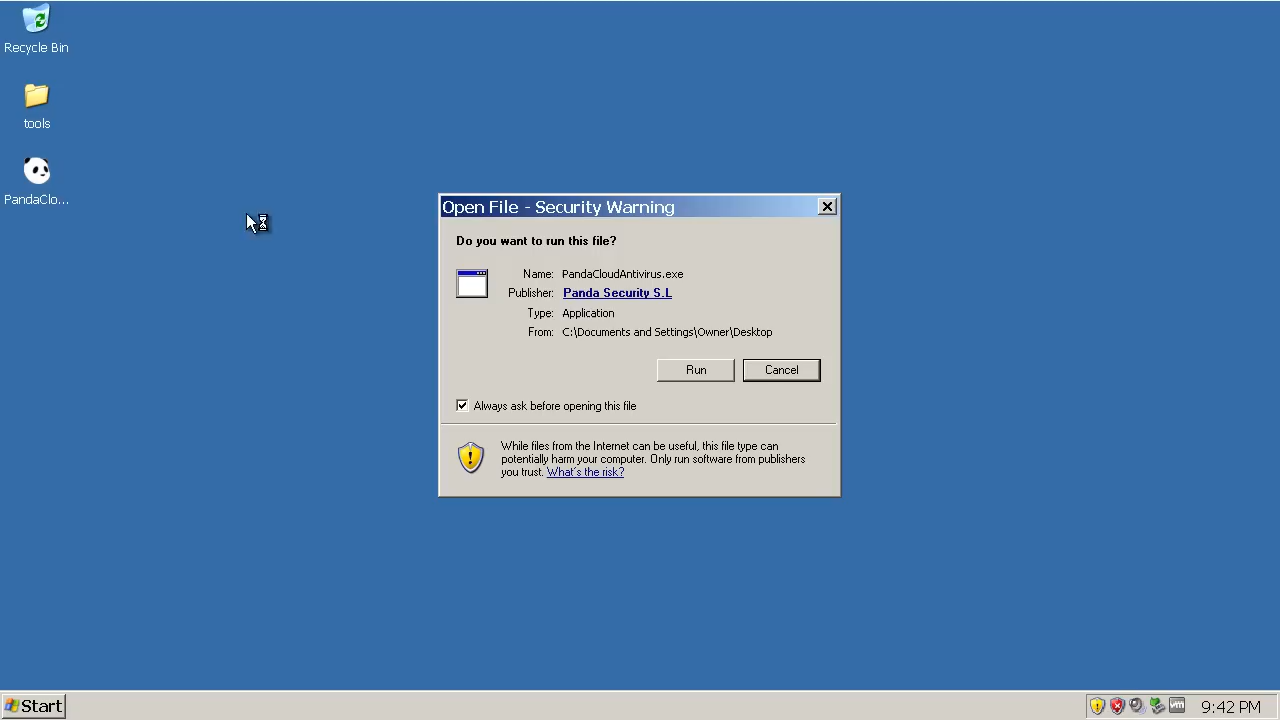 Recycle Bin
tools
PandaClo...
Open File - Security Warning
Do you want to run this file?
Name: PandaCloudAntivirus.exe
Publisher: Panda Security S.L
Type: Application
From: C:\Documents and Settings\Owner\Desktop
Run Cancel
Always ask before opening this file
While files from the Internet can be useful, this file type can
potentially harm your computer. Only run software from publishers
you trust. What's the risk?
Start
vm
9:42 PM